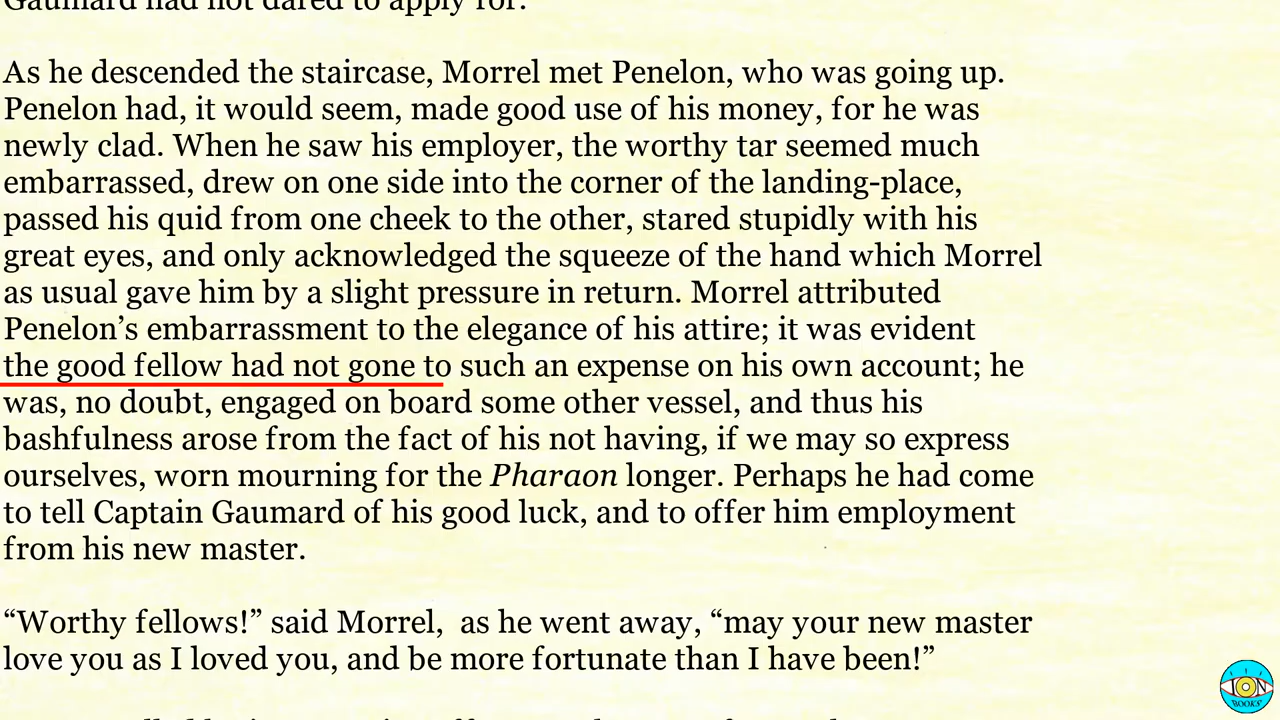 Gaumard had not dared to apply for.
As he descended the staircase, Morrel met Penelon, who was going up.
Penelon had, it would seem, made good use of his money, for he was
newly clad. When he saw his employer, the worthy tar seemed much
embarrassed, drew on one side into the corner of the landing-place,
passed his quid from one cheek to the other, stared stupidly with his
great eyes, and only acknowledged the squeeze of the hand which Morrel
as usual gave him by a slight pressure in return. Morrel attributed
Penelon’s embarrassment to the elegance of his attire; it was evident
the good fellow had not gone to such an expense on his own account; he
was, no doubt, engaged on board some other vessel, and thus his
bashfulness arose from the fact of his not having, if we may so express
ourselves, worn mourning for the Pharaon longer. Perhaps he had come
to tell Captain Gaumard of his good luck, and to offer him employment
from his new master.
“Worthy fellows!” said Morrel, as he went away, “may your new master
love you as I loved you, and be more fortunate than I have been!”
ION
BOOKS